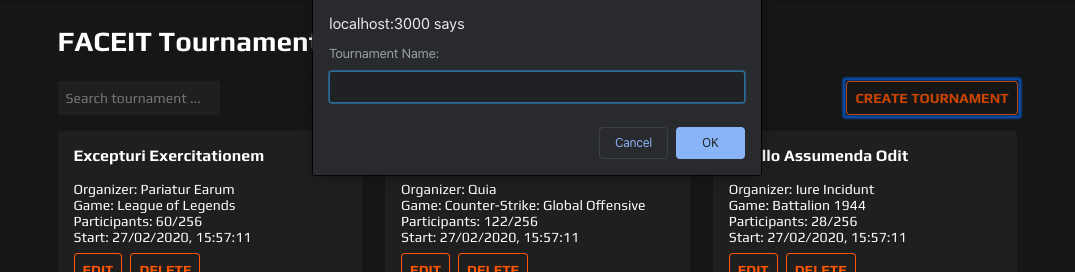 localhost:3000 says
FACEIT Tournament
Tournament Name:
Search tournament ...
CREATE TOURNAMENT
Cancel
OK
Excepturi Exercitationem
Organizer: Pariatur Earum
Game: League of Legends
Participants: 60/256
Start: 27/02/2020, 15:57:11
EDIT DELETE
Organizer: Quia
Game: Counter-Strike: Global Offensive
Participants: 122/256
Start: 27/02/2020, 15:57:11
EDIT DELETE
Assumenda Odit
Organizer: Iure Incidunt
Game: Battalion 1944
Participants: 28/256
Start: 27/02/2020, 15:57:11
EDIT DELETE